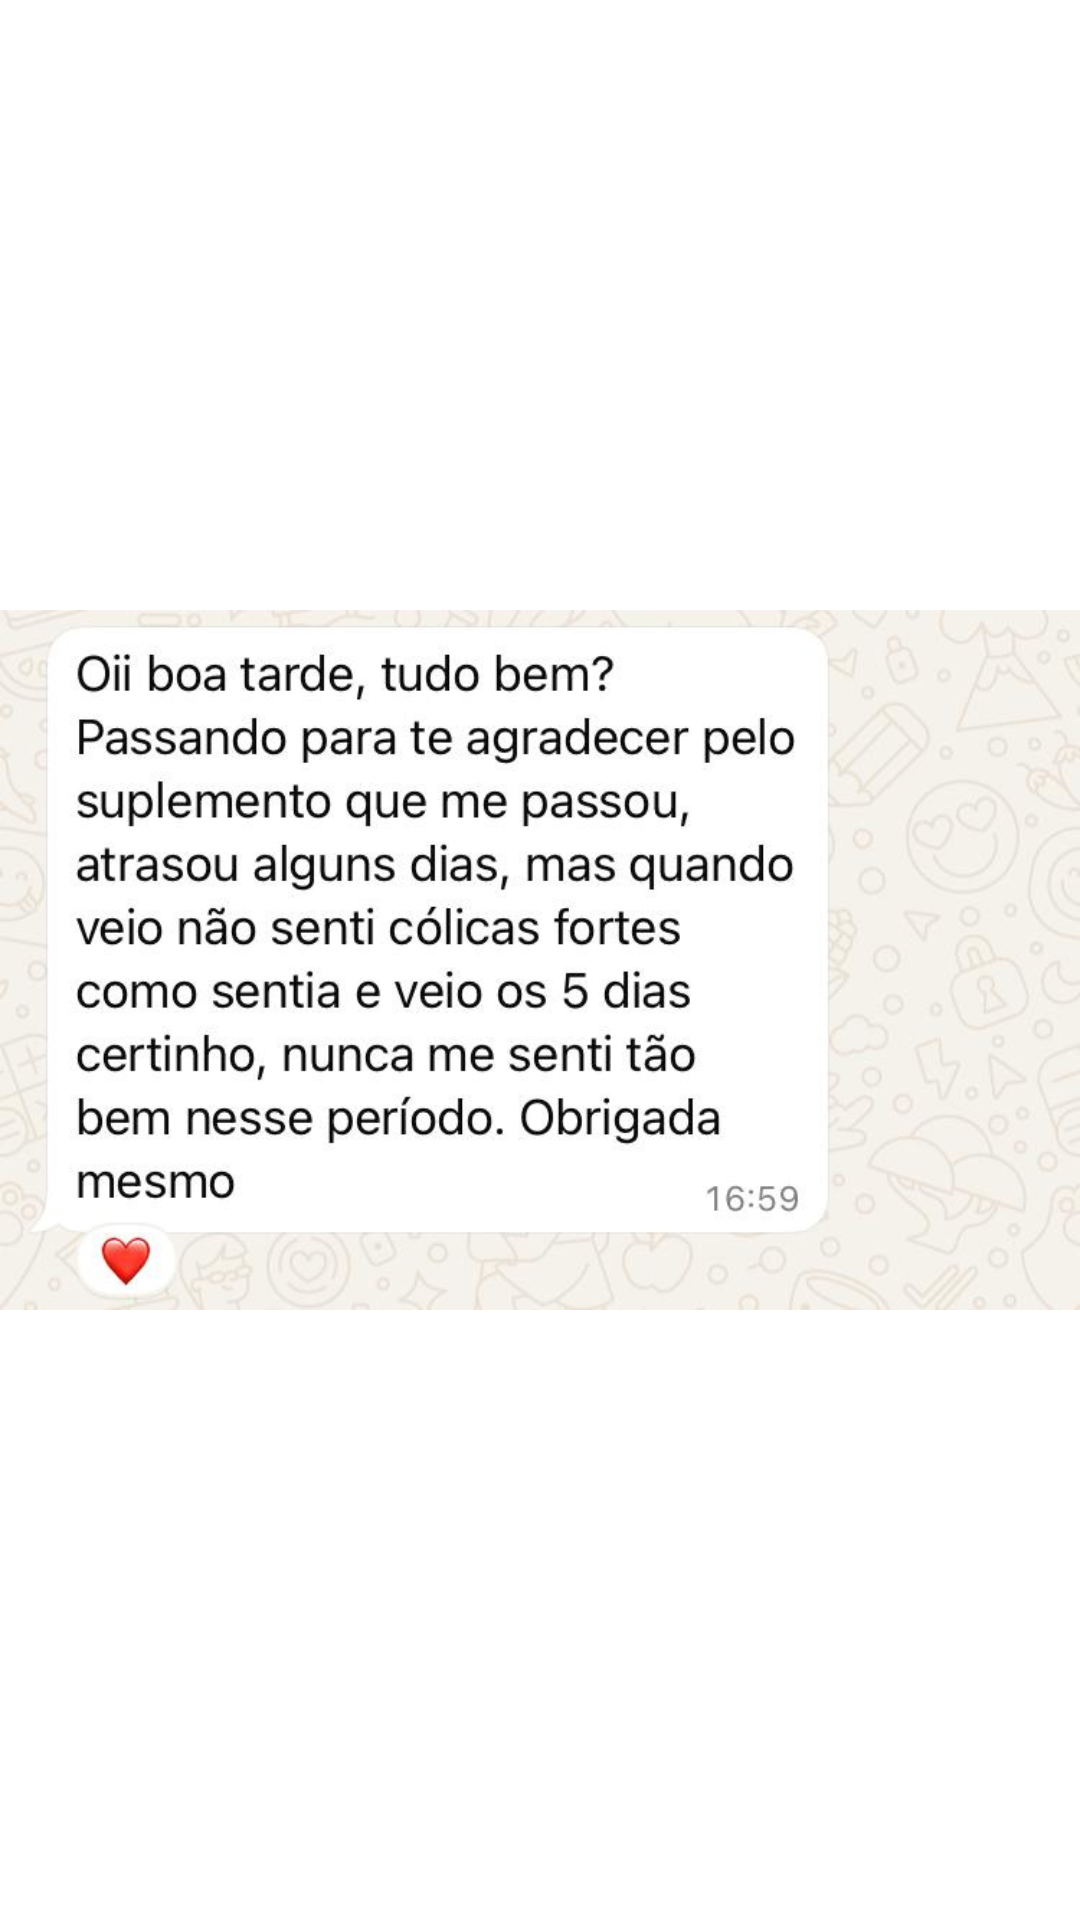 Oii boa tarde, tudo bem?
Passando para te agradecer pelo
suplemento que me passou,
atrasou alguns dias, mas quando
veio não senti cólicas fortes
como sentia e veio os 5 dias
certinho, nunca me senti tão
bem nesse período. Obrigada
mesmo
16:59